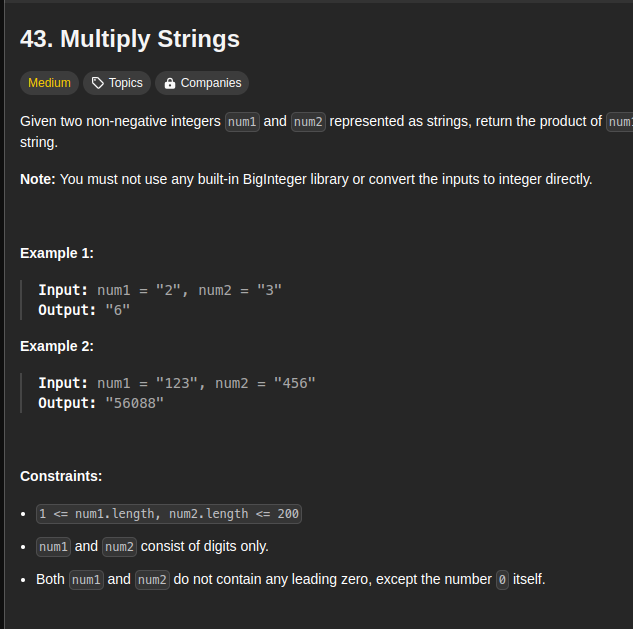 43. Multiply Strings
Medium Topics Companies
Given two non-negative integers num1 and num2 represented as strings, return the product of num1
string.
Note: You must not use any built-in BigInteger library or convert the inputs to integer directly.
Example 1:
Input: num1 = "2", num2 = "3"
Output: "6"
Example 2:
Input: num1 = "123", num2 = "456"
Output: "56088"
Constraints:
• 1 <= num1.length, num2.length <= 200
• num1 and num2 consist of digits only.
• Both num1 and num2 do not contain any leading zero, except the number 0 itself.